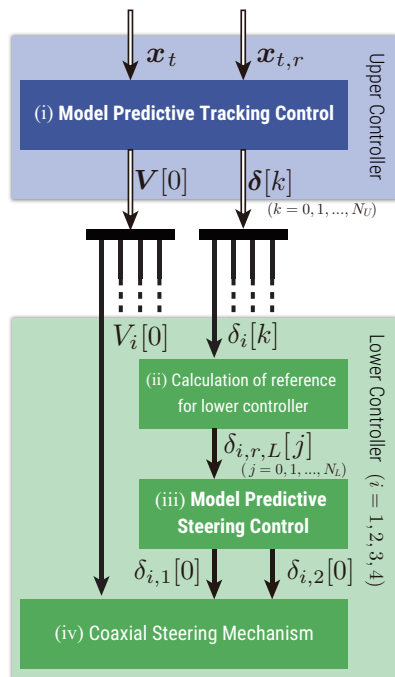 x_t
x_{t,r}
(i) Model Predictive Tracking Control
Upper Controller
V[0]
δ[k]
(k = 0, 1, ..., N_U)
V_i[0]
δ_i[k]
(ii) Calculation of reference
for lower controller
δ_{i,r,L}[j]
(j = 0, 1, ..., N_L)
(iii) Model Predictive
Steering Control
Lower Controller (i = 1, 2, 3, 4)
δ_{i,1}[0]
δ_{i,2}[0]
(iv) Coaxial Steering Mechanism